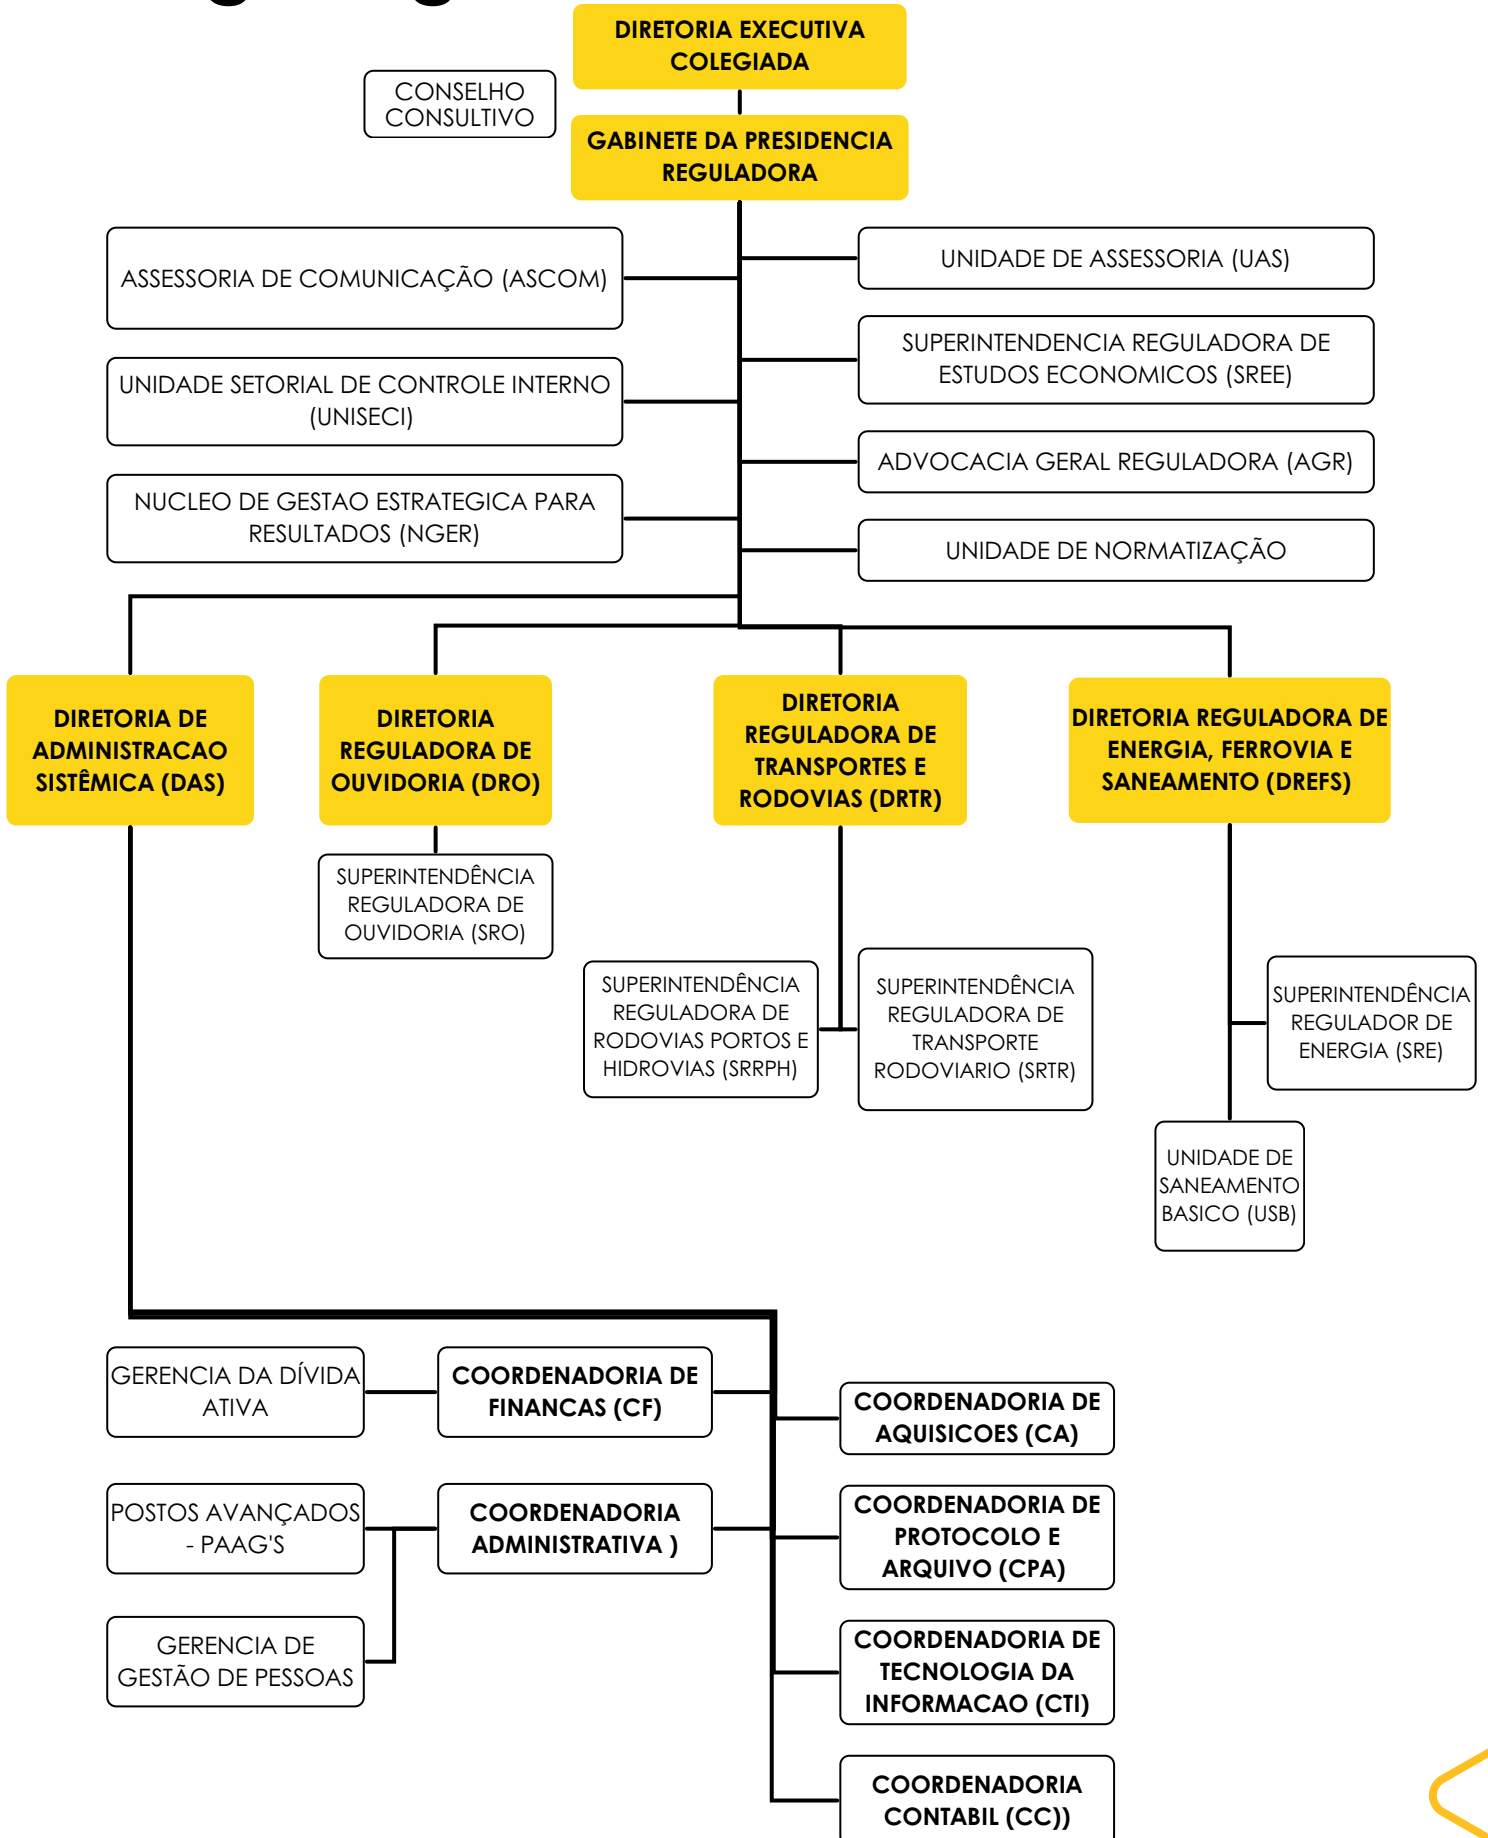 DIRETORIA EXECUTIVA
COLEGIADA
CONSELHO
CONSULTIVO
GABINETE DA PRESIDENCIA
REGULADORA
ASSESSORIA DE COMUNICAÇÃO (ASCOM)
UNIDADE DE ASSESSORIA (UAS)
SUPERINTENDENCIA REGULADORA DE
ESTUDOS ECONOMICOS (SREE)
UNIDADE SETORIAL DE CONTROLE INTERNO
(UNISECI)
ADVOCACIA GERAL REGULADORA (AGR)
NUCLEO DE GESTAO ESTRATEGICA PARA
RESULTADOS (NGER)
UNIDADE DE NORMATIZAÇÃO
DIRETORIA DE
ADMINISTRACAO
SISTÊMICA (DAS)
DIRETORIA
REGULADORA DE
OUVIDORIA (DRO)
DIRETORIA
REGULADORA DE
TRANSPORTES E
RODOVIAS (DRTR)
DIRETORIA REGULADORA DE
ENERGIA, FERROVIA E
SANEAMENTO (DREFS)
SUPERINTENDÊNCIA
REGULADORA DE
OUVIDORIA (SRO)
SUPERINTENDÊNCIA
REGULADORA DE
RODOVIAS PORTOS E
HIDROVIAS (SRRPH)
SUPERINTENDÊNCIA
REGULADORA DE
TRANSPORTE
RODOVIARIO (SRTR)
SUPERINTENDÊNCIA
REGULADOR DE
ENERGIA (SRE)
UNIDADE DE
SANEAMENTO
BASICO (USB)
GERENCIA DA DÍVIDA
ATIVA
COORDENADORIA DE
FINANCAS (CF)
COORDENADORIA DE
AQUISICOES (CA)
POSTOS AVANÇADOS
- PAAG'S
COORDENADORIA
ADMINISTRATIVA )
COORDENADORIA DE
PROTOCOLO E
ARQUIVO (CPA)
GERENCIA DE
GESTÃO DE PESSOAS
COORDENADORIA DE
TECNOLOGIA DA
INFORMACAO (CTI)
COORDENADORIA
CONTABIL (CC))